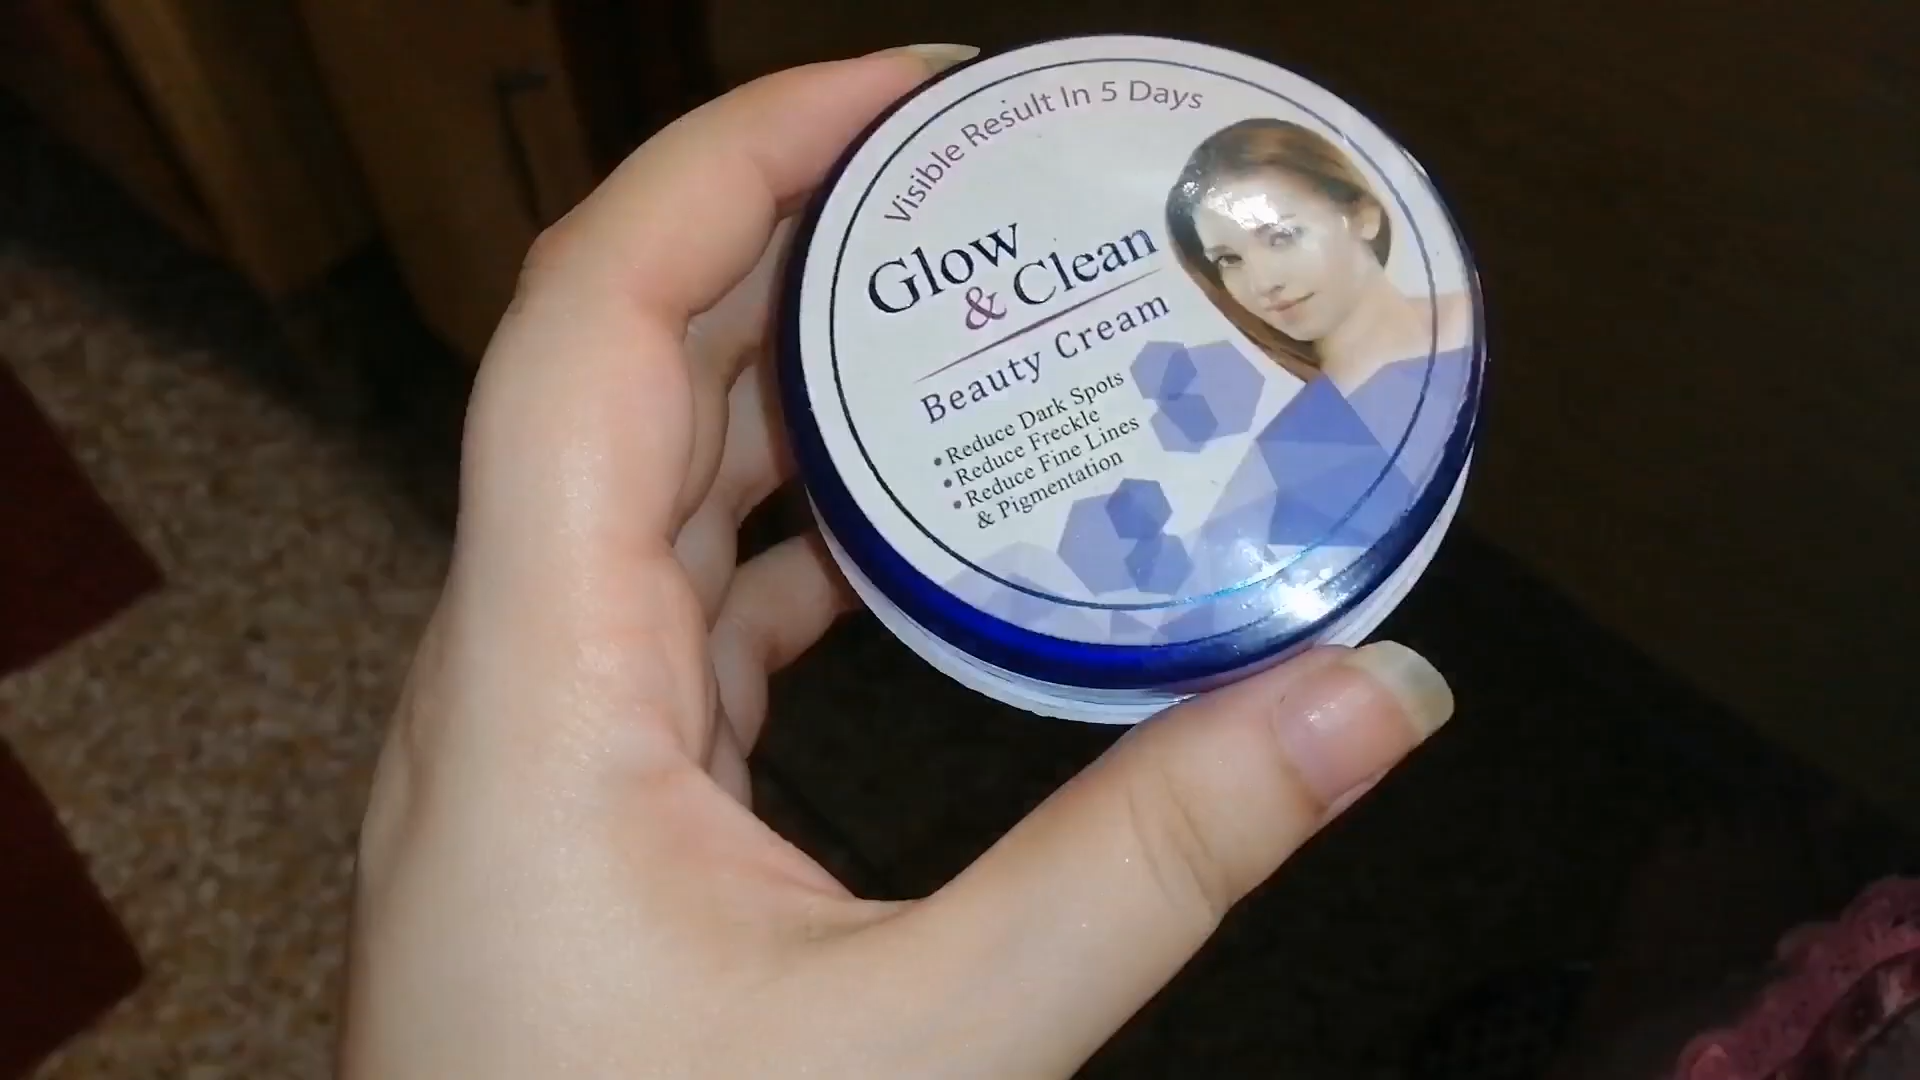 Visible Result In 5 Days
Glow
& Clean
Beauty Cream
• Reduce Dark Spots
• Reduce Freckle
• Reduce Fine Lines
& Pigmentation